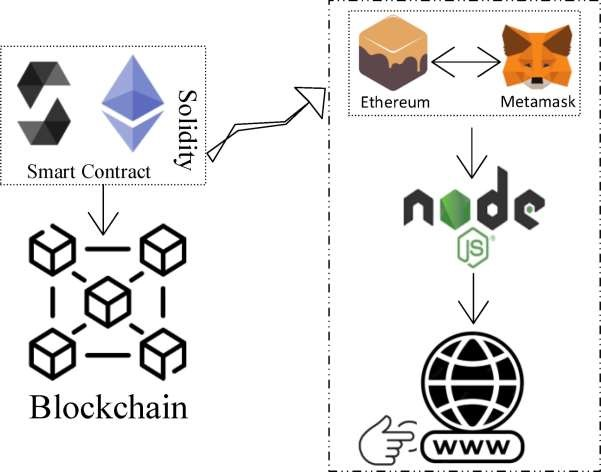 Solidity
Smart Contract
Blockchain
Ethereum
Metamask
node
JS®
www